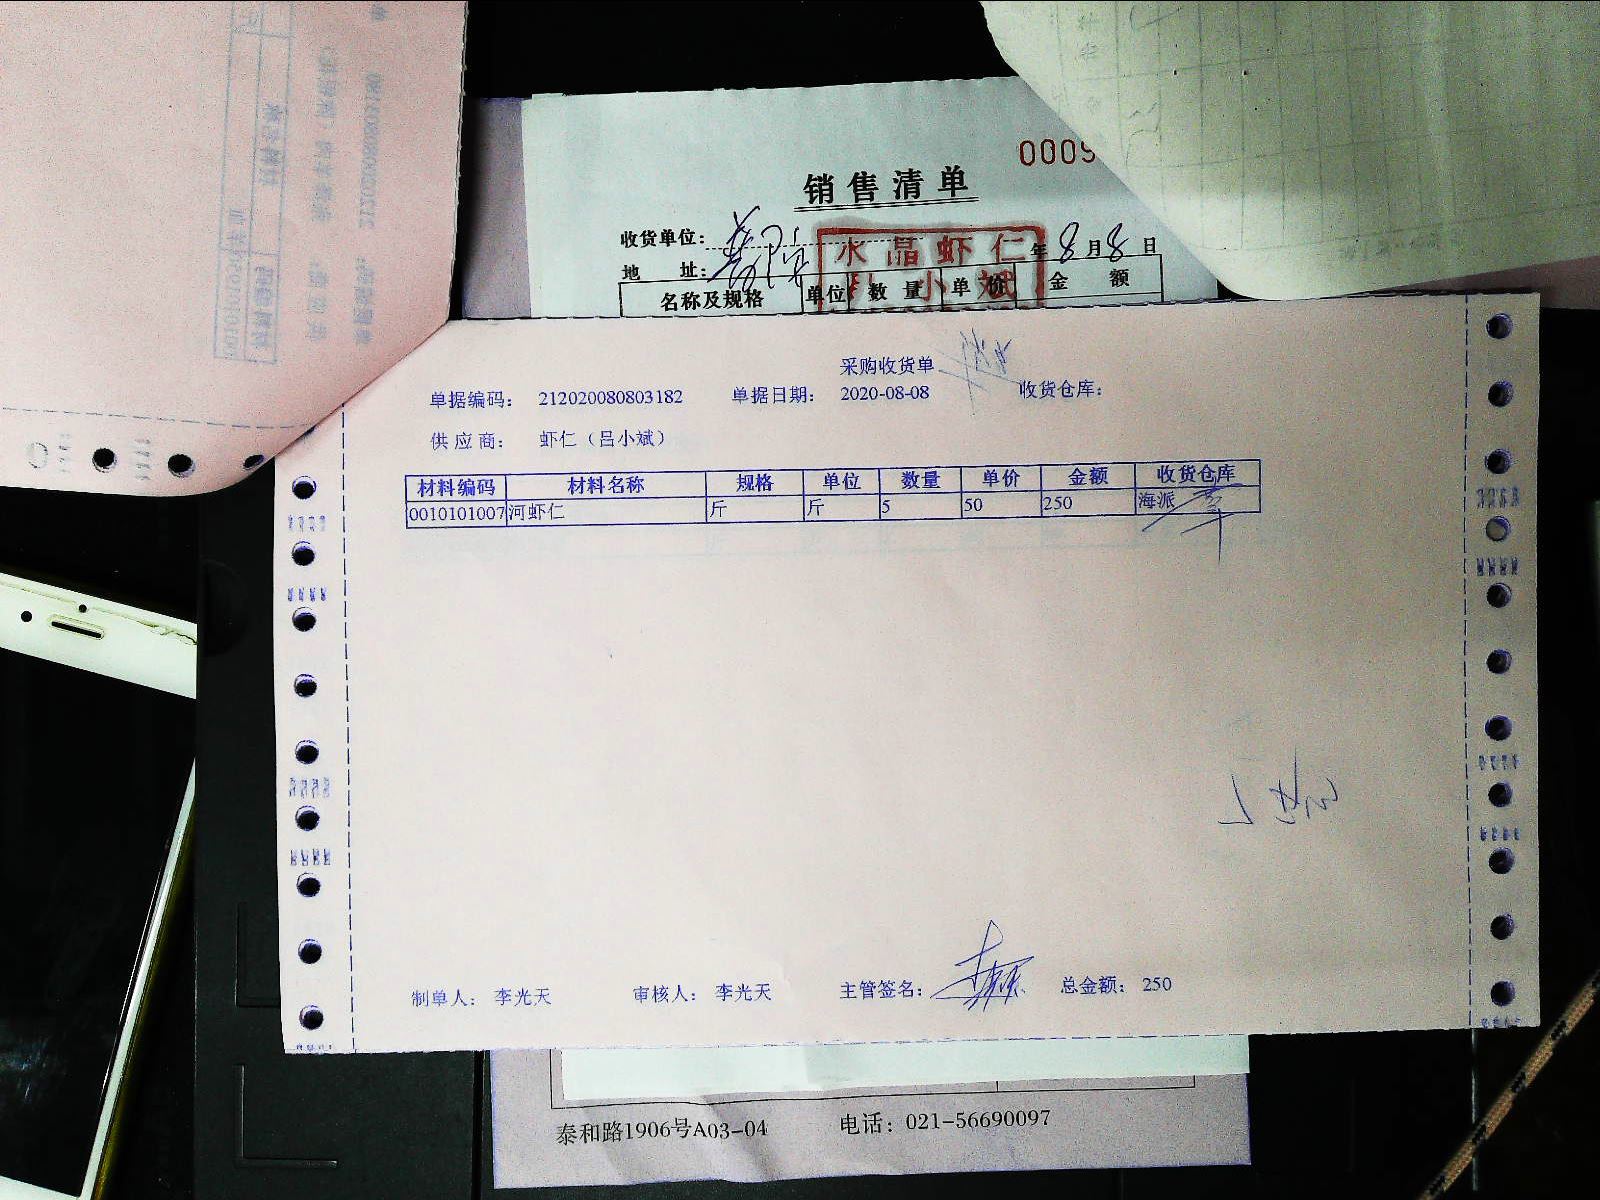 0009
销售清单
收货单位：
水晶虾仁
年8月8日
地 址：
小斌
名称及规格 单位 数量 单价 金额
采购收货单
单据编码： 212020080803182 单据日期： 2020-08-08 收货仓库：
供应商： 虾仁（吕小斌）
材料编码 材料名称 规格 单位 数量 单价 金额 收货仓库
0010101007 河虾仁 斤 斤 5 50 250 海派
制单人： 李光天 审核人： 李光天 主管签名： 总金额： 250
泰和路1906号A03-04 电话：021-56690097